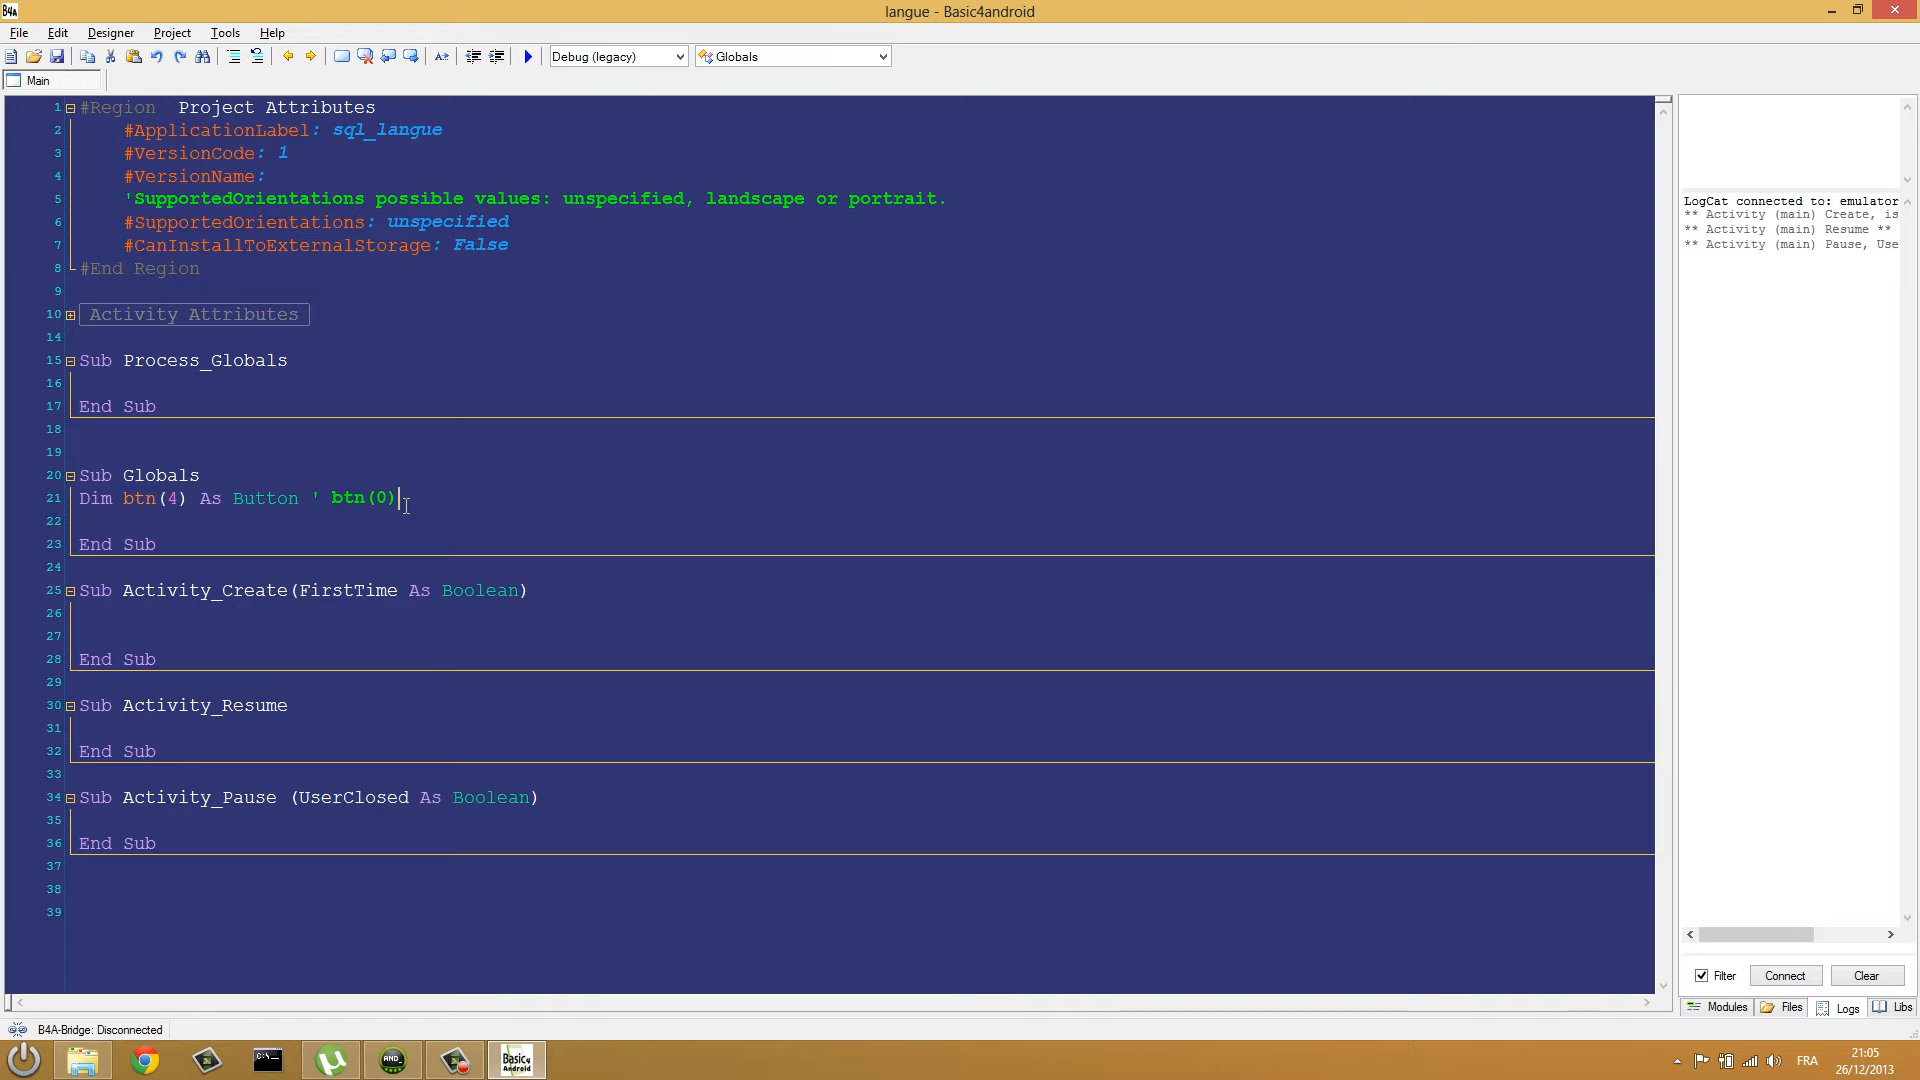 B4A
langue - Basic4android
File Edit Designer Project Tools Help
Debug (legacy) Globals
Main
1 #Region Project Attributes
2 #ApplicationLabel: sql_langue
3 #VersionCode: 1
4 #VersionName:
5 'SupportedOrientations possible values: unspecified, landscape or portrait.
6 #SupportedOrientations: unspecified
7 #CanInstallToExternalStorage: False
8 #End Region
9
10 Activity Attributes
14
15 Sub Process_Globals
16
17 End Sub
18
19
20 Sub Globals
21 Dim btn(4) As Button ' btn(0)
22
23 End Sub
24
25 Sub Activity_Create(FirstTime As Boolean)
26
27
28 End Sub
29
30 Sub Activity_Resume
31
32 End Sub
33
34 Sub Activity_Pause (UserClosed As Boolean)
35
36 End Sub
37
38
39
LogCat connected to: emulator
** Activity (main) Create, is
** Activity (main) Resume **
** Activity (main) Pause, Use
Filter Connect Clear
Modules Files Logs Libs
B4A-Bridge: Disconnected
AND
Basic4 Android
FRA
21:05
26/12/2013